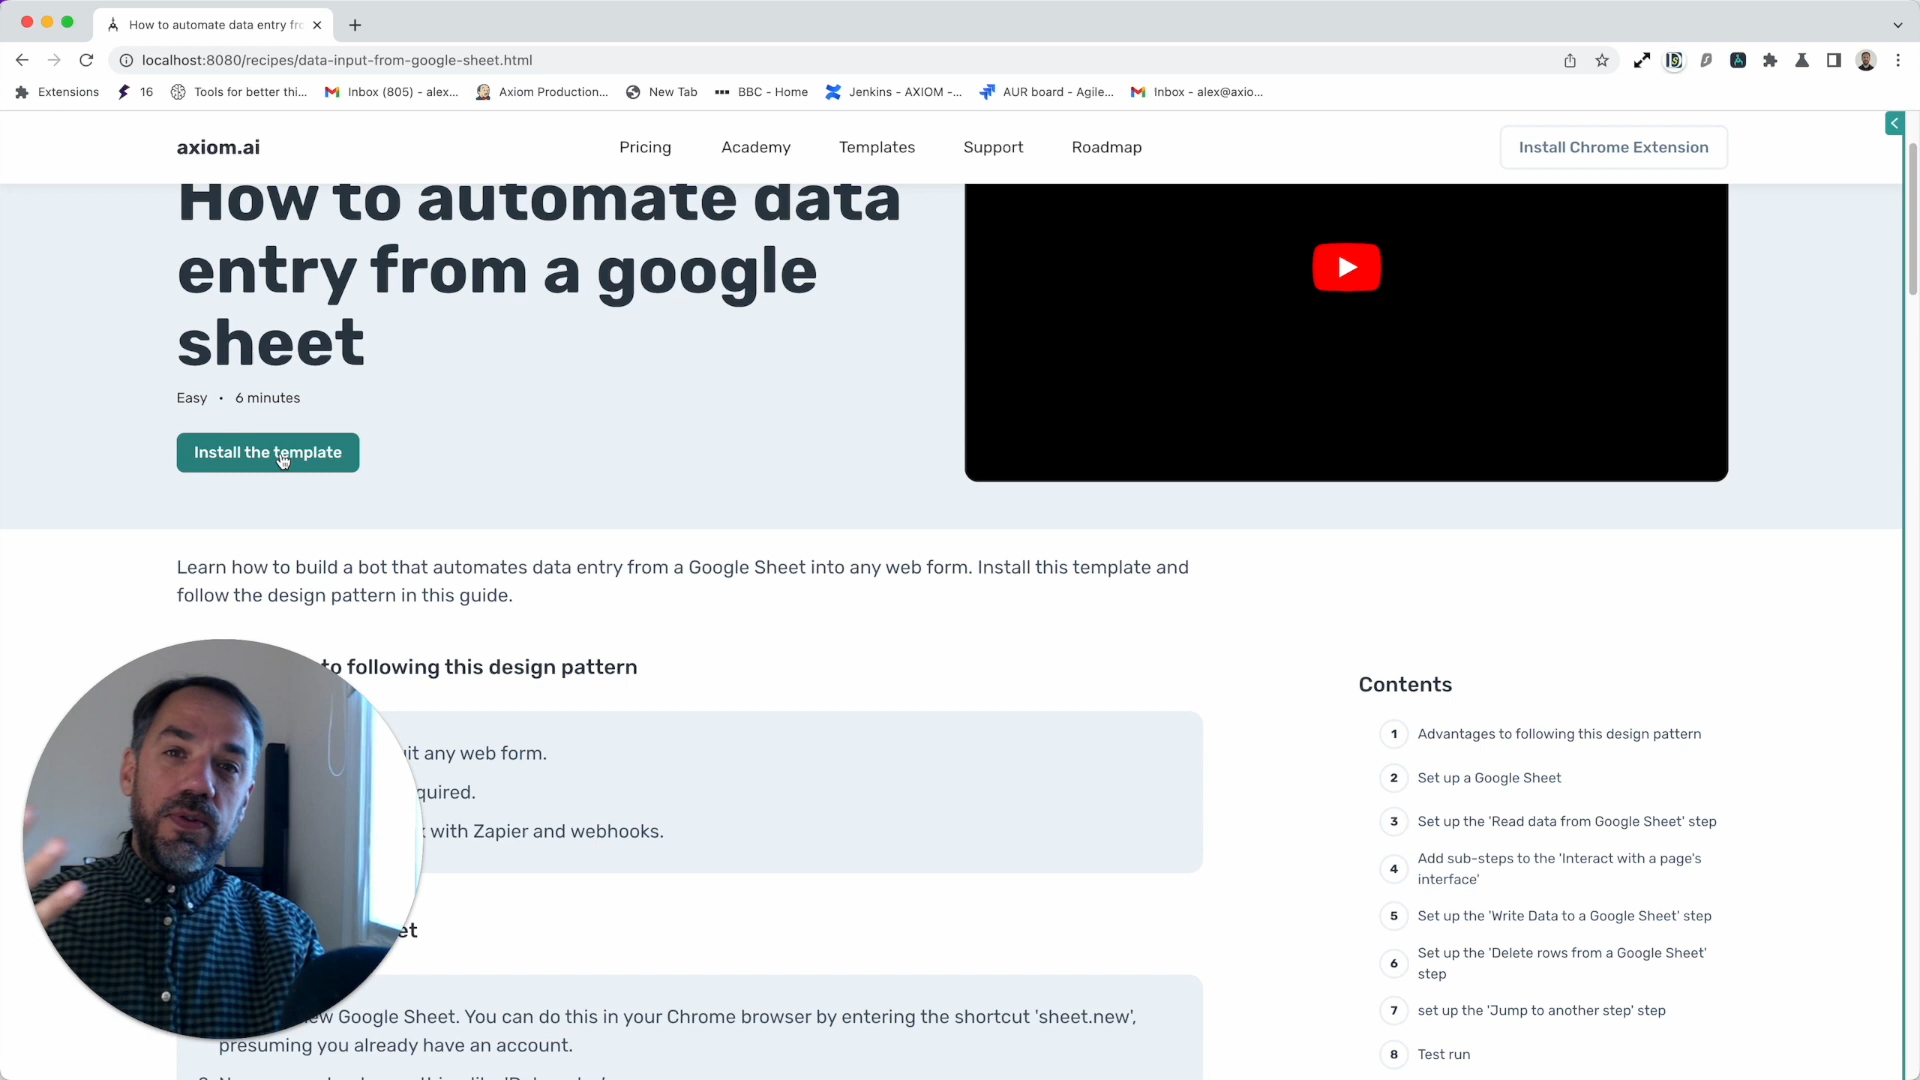 How to automate data entry fro
localhost:8080/recipes/data-input-from-google-sheet.html
Extensions 16 Tools for better thi... Inbox (805) - alex... Axiom Production... New Tab BBC - Home Jenkins - AXIOM -... AUR board - Agile... Inbox - alex@axio...
axiom.ai Pricing Academy Templates Support Roadmap Install Chrome Extension
How to automate data
entry from a google
sheet
Easy • 6 minutes
Install the template
Learn how to build a bot that automates data entry from a Google Sheet into any web form. Install this template and
follow the design pattern in this guide.
to following this design pattern
any web form.
with Zapier and webhooks.
Google Sheet. You can do this in your Chrome browser by entering the shortcut 'sheet.new',
presuming you already have an account.
Contents
1 Advantages to following this design pattern
2 Set up a Google Sheet
3 Set up the 'Read data from Google Sheet' step
4 Add sub-steps to the 'Interact with a page's
interface'
5 Set up the 'Write Data to a Google Sheet' step
6 Set up the 'Delete rows from a Google Sheet'
step
7 set up the 'Jump to another step' step
8 Test run